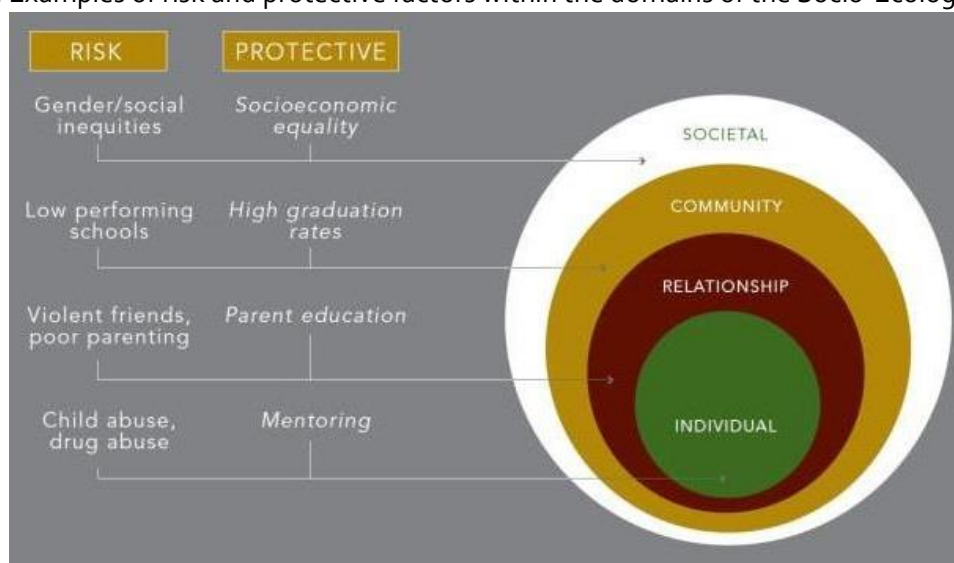 Examples of risk and protective factors within the domains of the Socio-Ecolog
RISK
PROTECTIVE
Gender/social
inequities
Socioeconomic
equality
SOCIETAL
Low performing
schools
High graduation
rates
COMMUNITY
Violent friends,
poor parenting
Parent education
RELATIONSHIP
Child abuse,
drug abuse
Mentoring
INDIVIDUAL